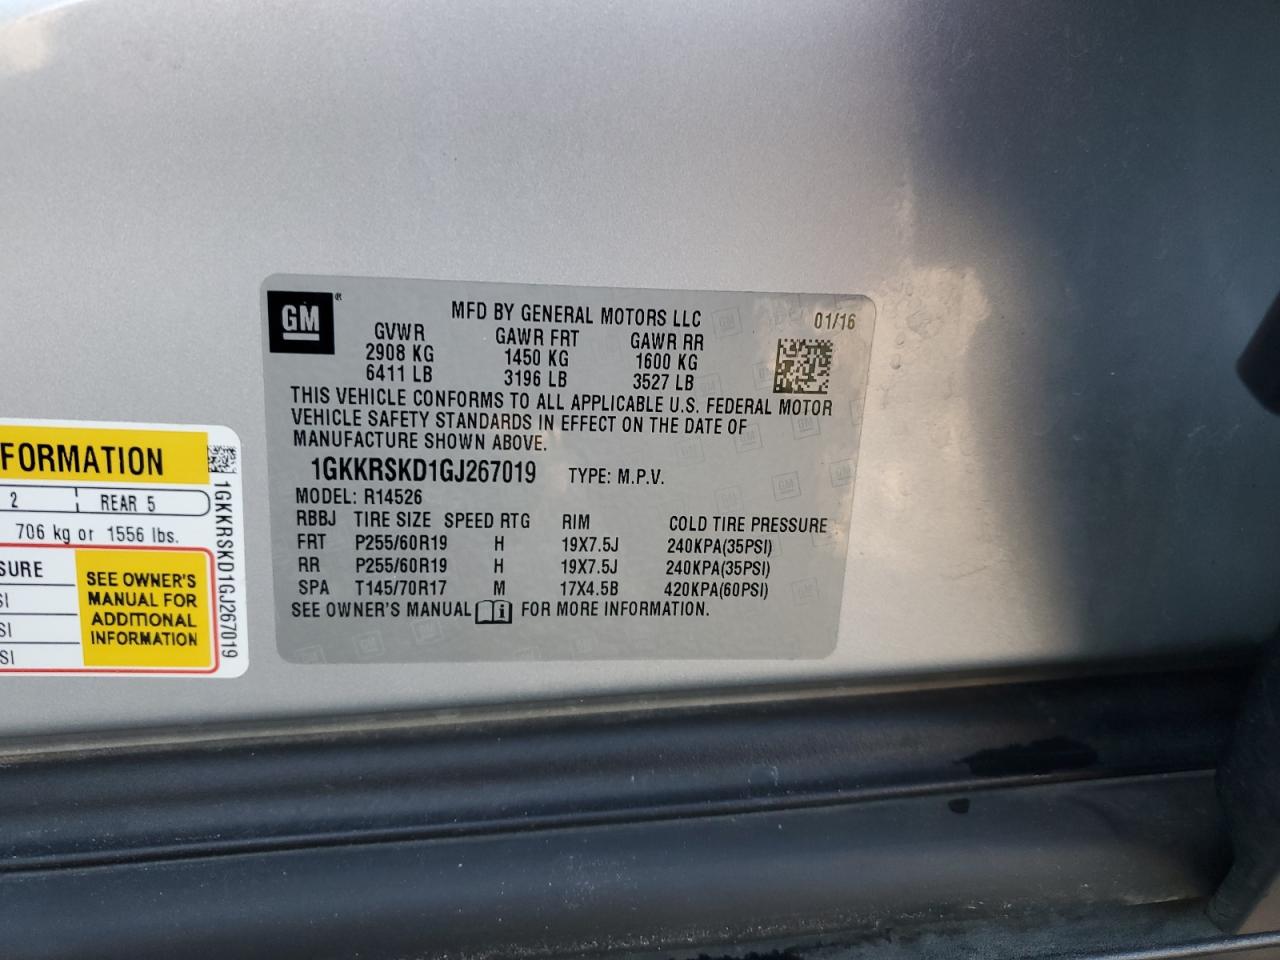 GM®
MFD BY GENERAL MOTORS LLC 01/16
GVWR GAWR FRT GAWR RR
2908 KG 1450 KG 1600 KG
6411 LB 3196 LB 3527 LB
THIS VEHICLE CONFORMS TO ALL APPLICABLE U.S. FEDERAL MOTOR
VEHICLE SAFETY STANDARDS IN EFFECT ON THE DATE OF
MANUFACTURE SHOWN ABOVE.
1GKKRSKD1GJ267019 TYPE: M.P.V.
MODEL: R14526
RBBJ TIRE SIZE SPEED RTG RIM COLD TIRE PRESSURE
FRT P255/60R19 H 19X7.5J 240KPA(35PSI)
RR P255/60R19 H 19X7.5J 240KPA(35PSI)
SPA T145/70R17 M 17X4.5B 420KPA(60PSI)
SEE OWNER'S MANUAL i FOR MORE INFORMATION.
FORMATION
2 REAR 5
706 kg or 1556 lbs.
SURE
SI
SI
SI
SEE OWNER'S
MANUAL FOR
ADDITIONAL
INFORMATION
1GKKRSKD1GJ267019